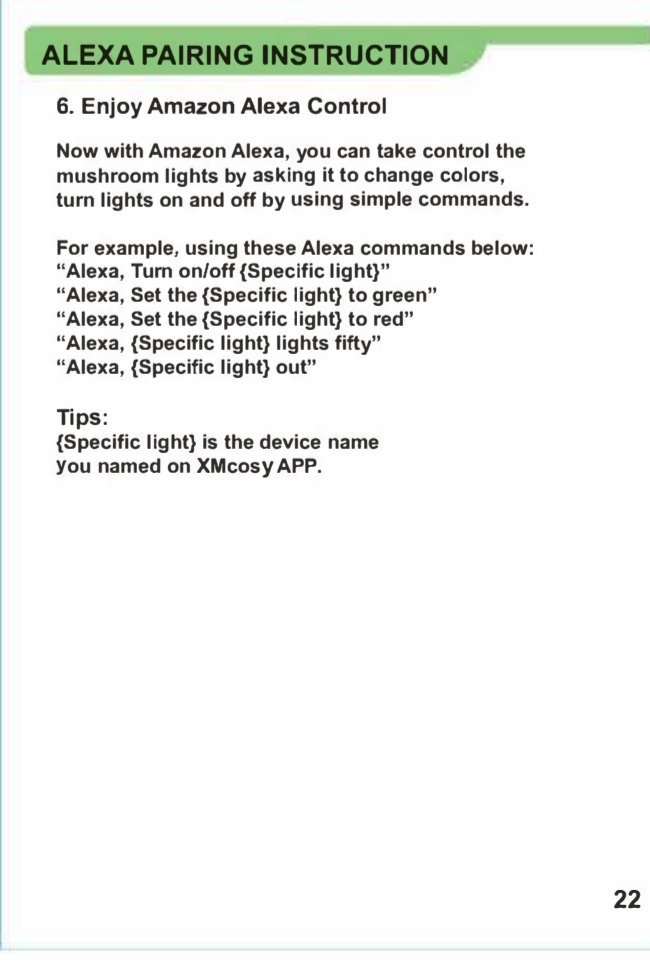 ALEXA PAIRING INSTRUCTION
6. Enjoy Amazon Alexa Control
Now with Amazon Alexa, you can take control the
mushroom lights by asking it to change colors,
turn lights on and off by using simple commands.
For example, using these Alexa commands below:
“Alexa, Turn on/off {Specific light}”
“Alexa, Set the {Specific light} to green”
“Alexa, Set the {Specific light} to red”
“Alexa, {Specific light} lights fifty”
“Alexa, {Specific light} out”
Tips:
{Specific light} is the device name
you named on XMcosy APP.
22